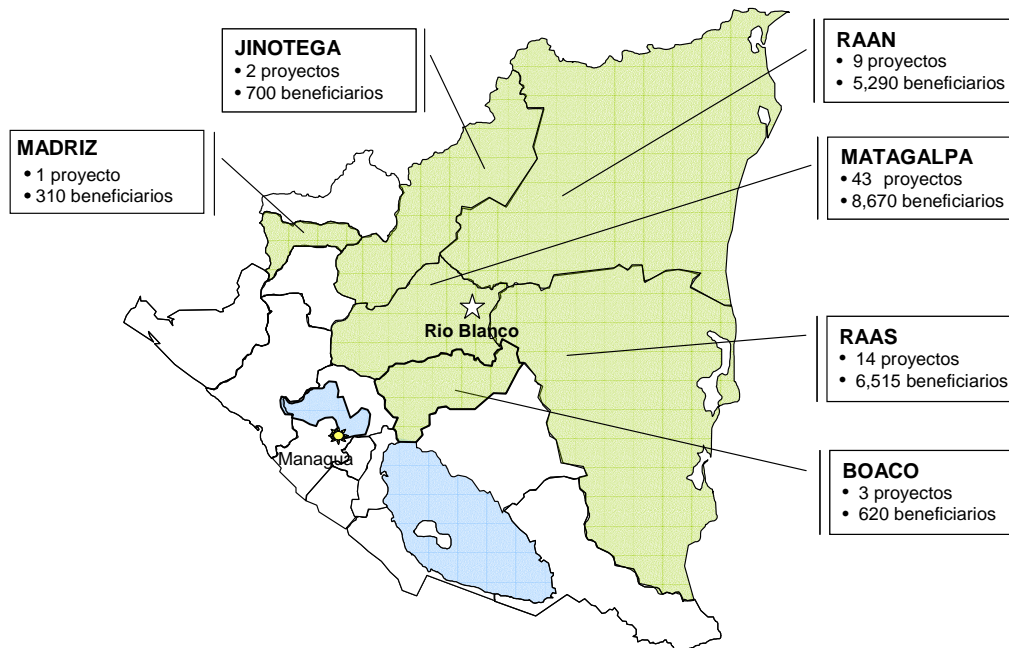 JINOTEGA
• 2 proyectos
• 700 beneficiarios
RAAN
• 9 proyectos
• 5,290 beneficiarios
MADRIZ
• 1 proyecto
• 310 beneficiarios
MATAGALPA
• 43 proyectos
• 8,670 beneficiarios
Rio Blanco
RAAS
• 14 proyectos
• 6,515 beneficiarios
Managua
BOACO
• 3 proyectos
• 620 beneficiarios